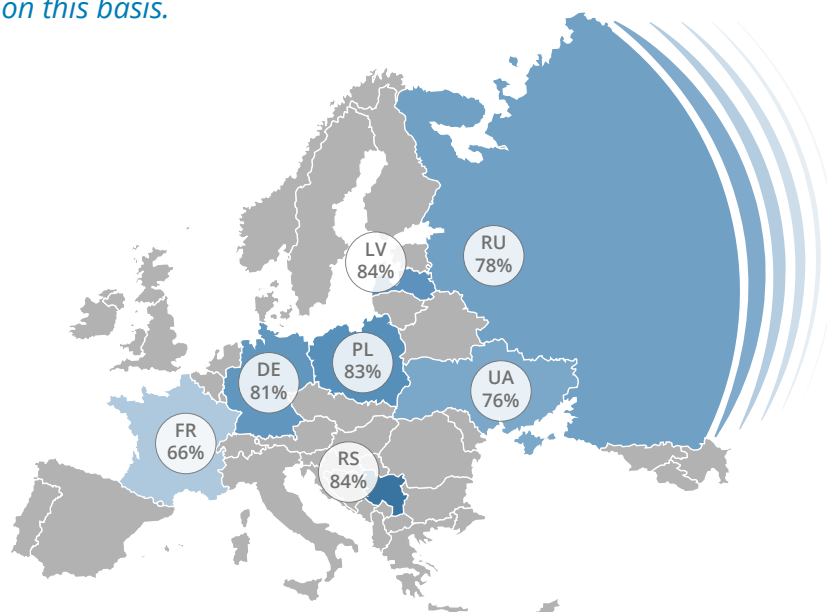 on this basis.
LV
84%
RU
78%
PL
83%
DE
81%
UA
76%
FR
66%
RS
84%